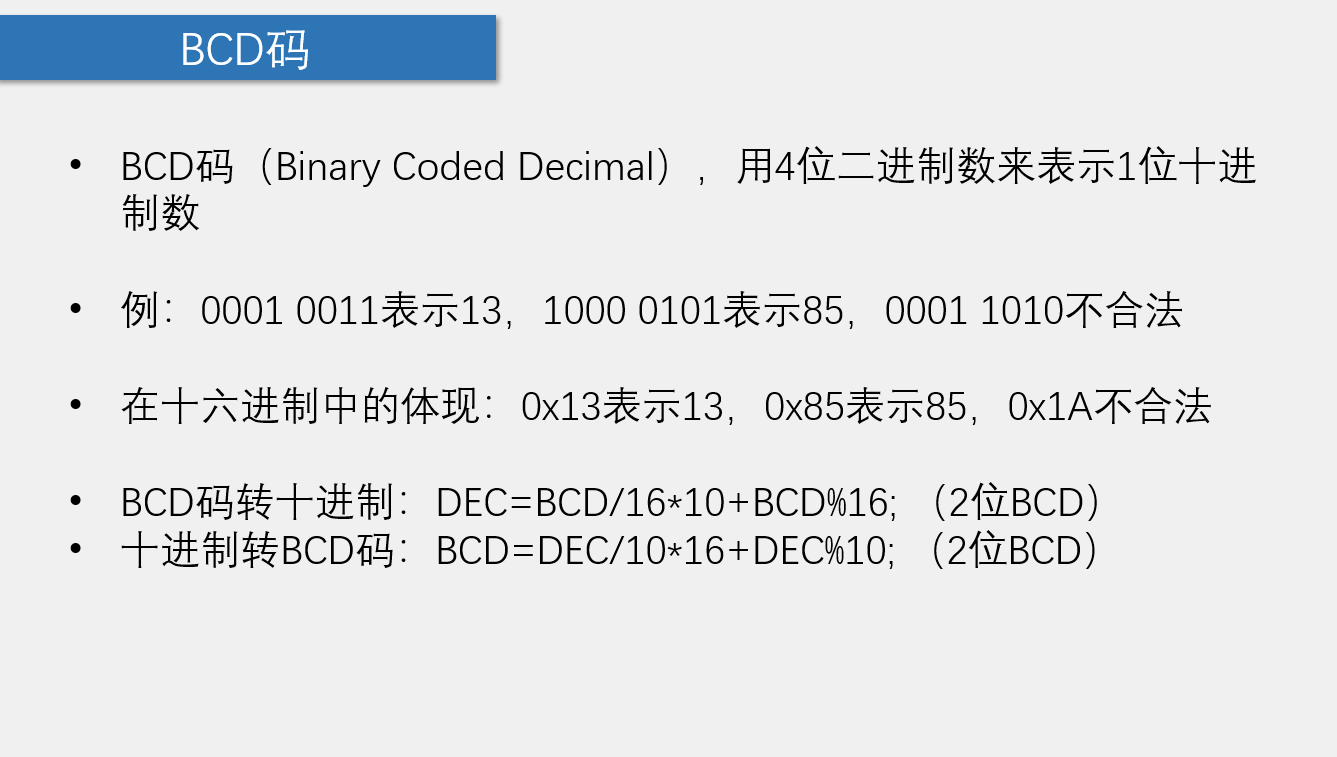 BCD码
• BCD码（Binary Coded Decimal），用4位二进制数来表示1位十进
制数
• 例：0001 0011表示13，1000 0101表示85，0001 1010不合法
• 在十六进制中的体现：0x13表示13，0x85表示85，0x1A不合法
• BCD码转十进制：DEC=BCD/16*10+BCD%16; （2位BCD）
• 十进制转BCD码：BCD=DEC/10*16+DEC%10; （2位BCD）